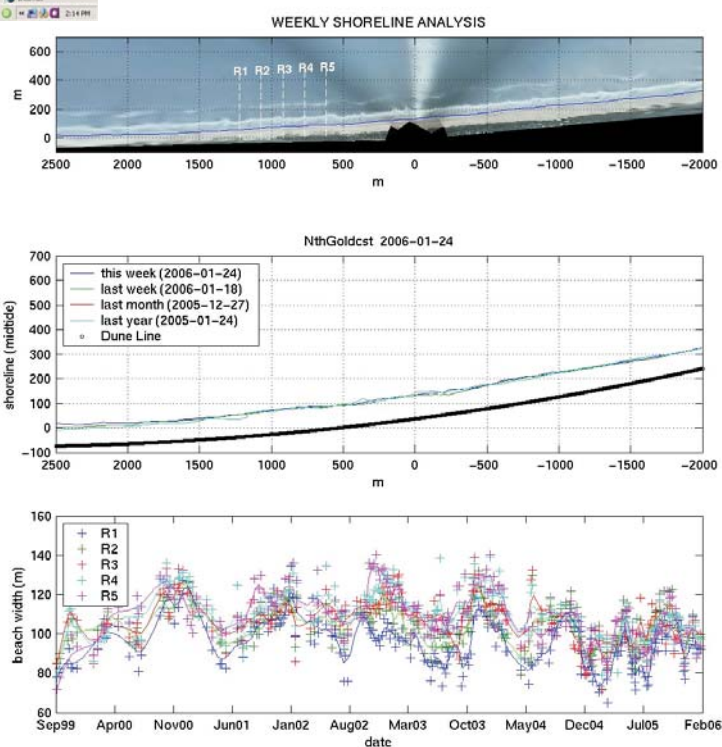 2:14 PM
WEEKLY SHORELINE ANALYSIS
m
600
400
200
0
R1 R2 R3 R4 R5
2500 2000 1500 1000 500 0 −500 −1000 −1500 −2000
m
NthGoldcst 2006−01−24
shoreline (midtide)
700
600
500
400
300
200
100
0
−100
this week (2006−01−24)
last week (2006−01−18)
last month (2005−12−27)
last year (2005−01−24)
Dune Line
2500 2000 1500 1000 500 0 −500 −1000 −1500 −2000
m
beach width (m)
160
140
120
100
80
60
R1
R2
R3
R4
R5
Sep99 Apr00 Nov00 Jun01 Jan02 Aug02 Mar03 Oct03 May04 Dec04 Jul05 Feb06
date